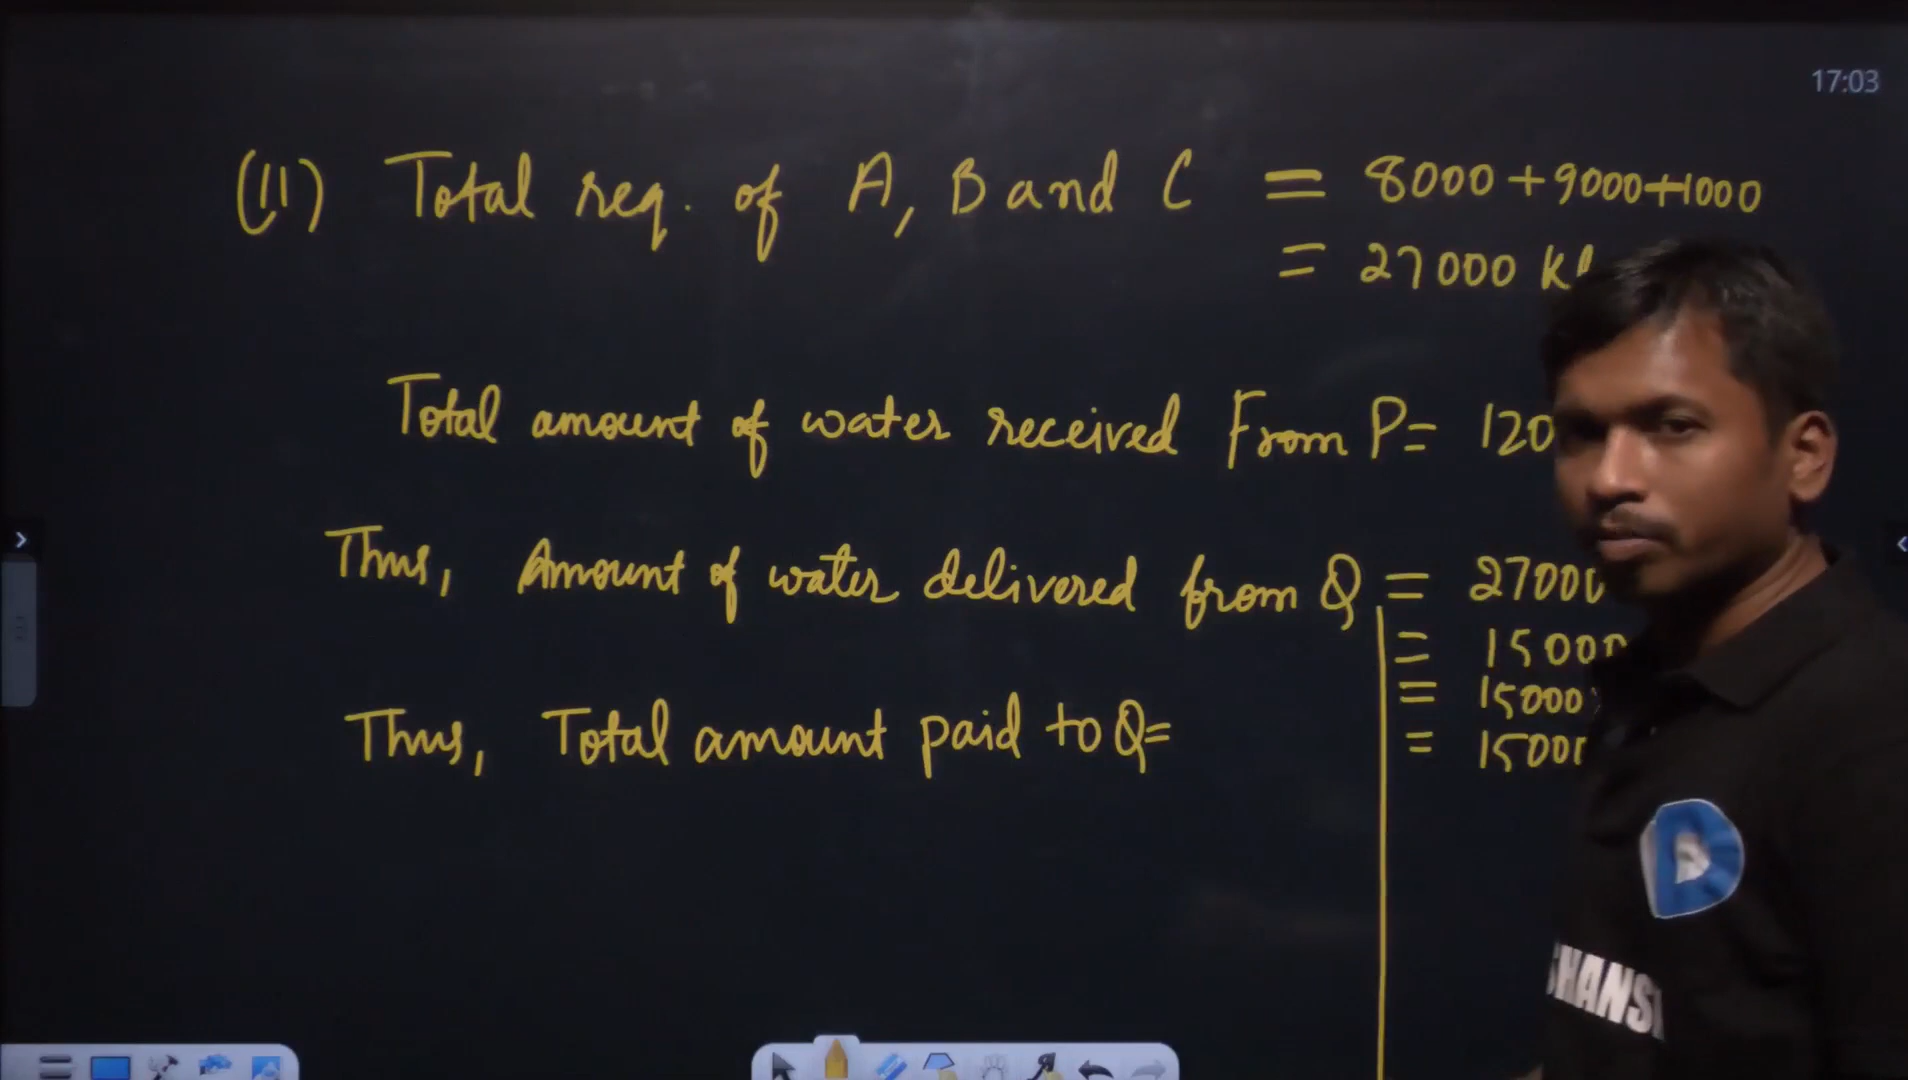 17:03
(II) Total req. of A, B and C = 8000+9000+1000
= 27000 Kl
Total amount of water received From P= 120
Thus, Amount of water delivered from Q = 27000
= 15000
= 15000
Thus, Total amount paid to Q=
= 1500
D
HANS